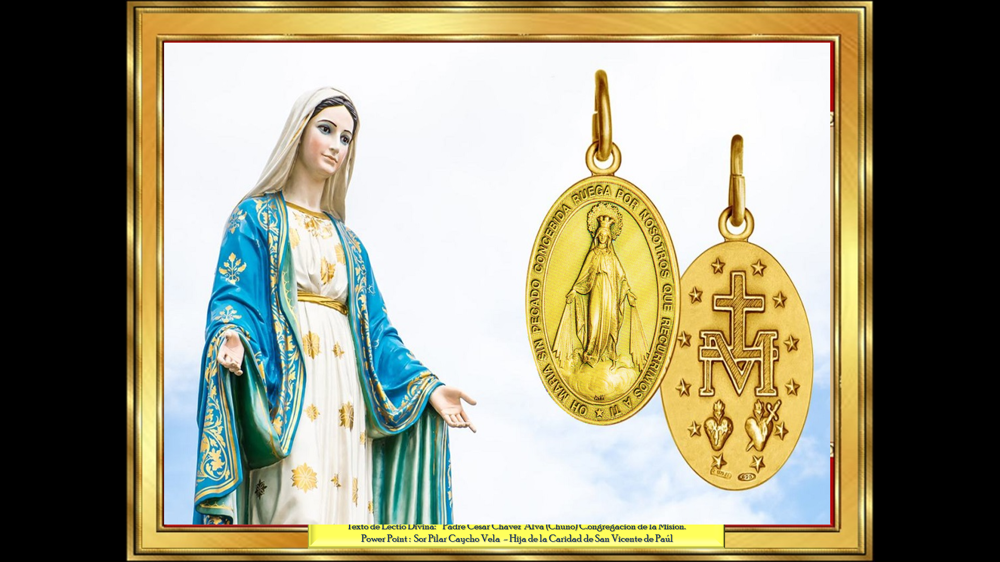 OH MARIA SIN PECADO CONCEBIDA RUEGA POR NOSOTROS QUE RECURRIMOS A TI
Texto de Lectio Divina: Padre César Chávez Alva (Chuno) Congregación de la Misión.
Power Point : Sor Pilar Caycho Vela - Hija de la Caridad de San Vicente de Paúl